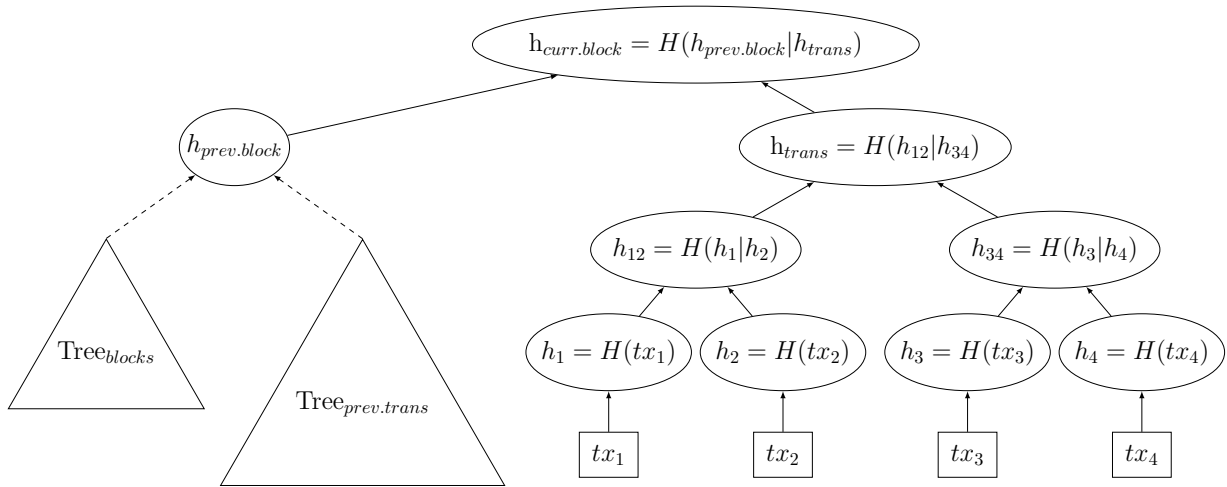 h_{curr.block} = H(h_{prev.block}|h_{trans})
h_{prev.block}
h_{trans} = H(h_{12}|h_{34})
h_{12} = H(h_1|h_2)
h_{34} = H(h_3|h_4)
Tree_{blocks}
h_1 = H(tx_1)
h_2 = H(tx_2)
h_3 = H(tx_3)
h_4 = H(tx_4)
Tree_{prev.trans}
tx_1
tx_2
tx_3
tx_4